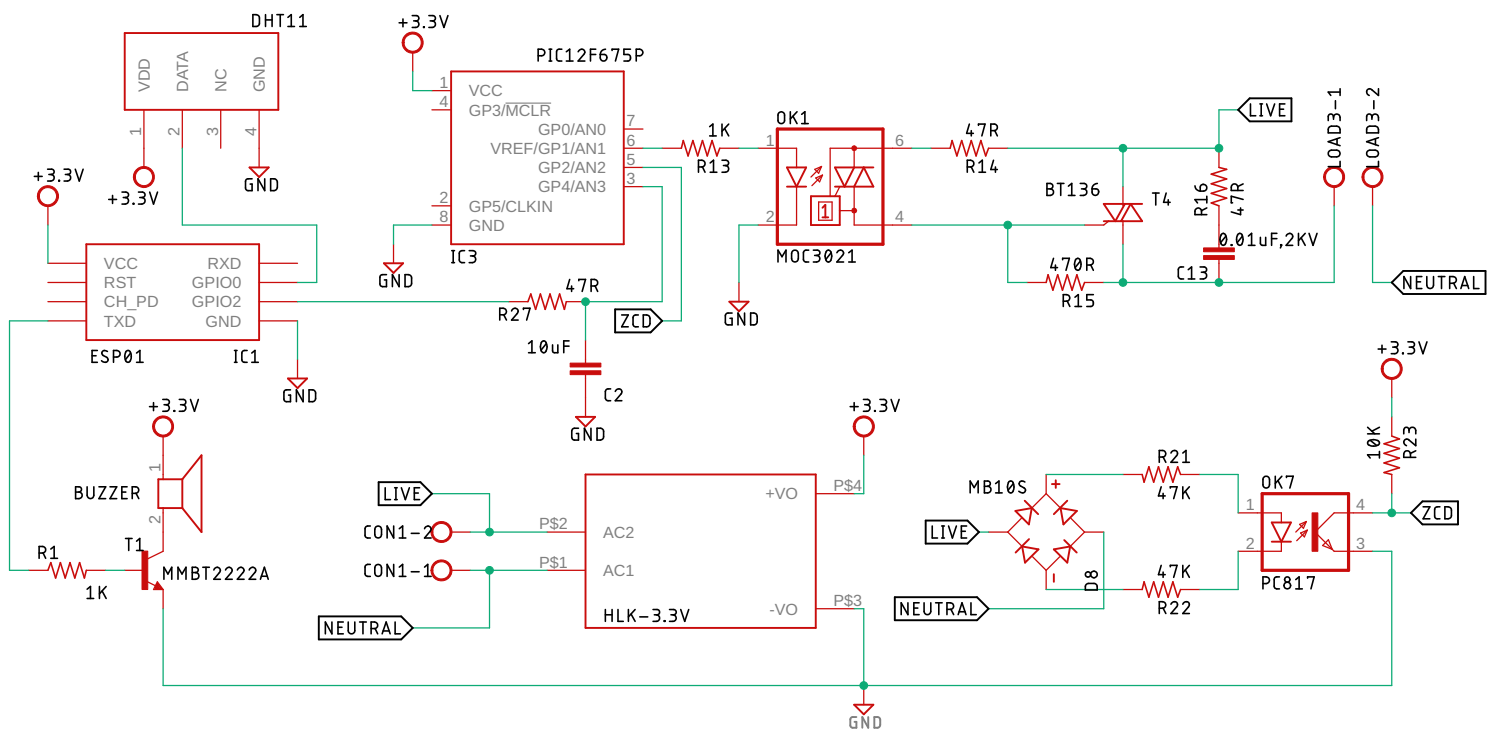 DHT11
VDD
DATA
NC
GND
1
2
3
4
+3.3V
GND
+3.3V
VCC
RST
CH_PD
TXD
RXD
GPIO0
GPIO2
GND
ESP01
IC1
GND
+3.3V
PIC12F675P
1
VCC
4
GP3/MCLR
GP0/AN0
7
VREF/GP1/AN1
6
GP2/AN2
5
GP4/AN3
3
2
GP5/CLKIN
8
GND
IC3
GND
47R
R27
10uF
C2
GND
ZCD
1K
R13
OK1
1
2
6
4
1
MOC3021
GND
47R
R14
BT136
T4
470R
R15
LIVE
R16
47R
0.01uF,2KV
C13
LOAD3-1
LOAD3-2
NEUTRAL
+3.3V
1
BUZZER
2
T1
R1
1K
MMBT2222A
LIVE
CON1-2
CON1-1
NEUTRAL
P$2
P$1
AC2
AC1
+VO
-VO
HLK-3.3V
P$4
P$3
+3.3V
GND
MB10S
+
-
D8
LIVE
NEUTRAL
R21
47K
47K
R22
OK7
1
2
4
3
PC817
+3.3V
10K
R23
ZCD